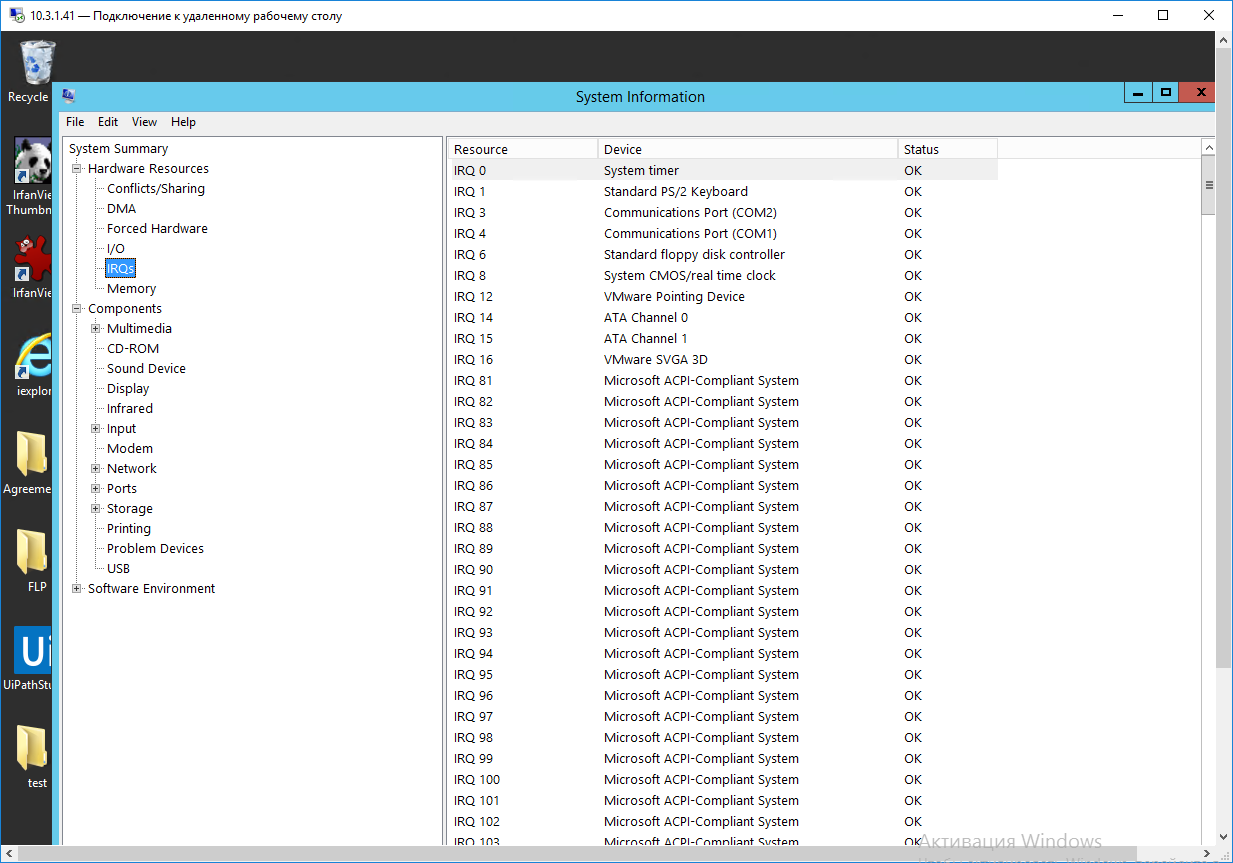 10.3.1.41 — Подключение к удаленному рабочему столу
Recycle
System Information
File Edit View Help
IrfanVie
Thumbn
IrfanVie
iexplor
Agreeme
FLP
Ui
UiPathStu
test
System Summary
Hardware Resources
Conflicts/Sharing
DMA
Forced Hardware
I/O
IRQs
Memory
Components
Multimedia
CD-ROM
Sound Device
Display
Infrared
Input
Modem
Network
Ports
Storage
Printing
Problem Devices
USB
Software Environment
Resource Device Status
IRQ 0 System timer OK
IRQ 1 Standard PS/2 Keyboard OK
IRQ 3 Communications Port (COM2) OK
IRQ 4 Communications Port (COM1) OK
IRQ 6 Standard floppy disk controller OK
IRQ 8 System CMOS/real time clock OK
IRQ 12 VMware Pointing Device OK
IRQ 14 ATA Channel 0 OK
IRQ 15 ATA Channel 1 OK
IRQ 16 VMware SVGA 3D OK
IRQ 81 Microsoft ACPI-Compliant System OK
IRQ 82 Microsoft ACPI-Compliant System OK
IRQ 83 Microsoft ACPI-Compliant System OK
IRQ 84 Microsoft ACPI-Compliant System OK
IRQ 85 Microsoft ACPI-Compliant System OK
IRQ 86 Microsoft ACPI-Compliant System OK
IRQ 87 Microsoft ACPI-Compliant System OK
IRQ 88 Microsoft ACPI-Compliant System OK
IRQ 89 Microsoft ACPI-Compliant System OK
IRQ 90 Microsoft ACPI-Compliant System OK
IRQ 91 Microsoft ACPI-Compliant System OK
IRQ 92 Microsoft ACPI-Compliant System OK
IRQ 93 Microsoft ACPI-Compliant System OK
IRQ 94 Microsoft ACPI-Compliant System OK
IRQ 95 Microsoft ACPI-Compliant System OK
IRQ 96 Microsoft ACPI-Compliant System OK
IRQ 97 Microsoft ACPI-Compliant System OK
IRQ 98 Microsoft ACPI-Compliant System OK
IRQ 99 Microsoft ACPI-Compliant System OK
IRQ 100 Microsoft ACPI-Compliant System OK
IRQ 101 Microsoft ACPI-Compliant System OK
IRQ 102 Microsoft ACPI-Compliant System OK
IRQ 103 Microsoft ACPI-Compliant System OK
Активация Windows